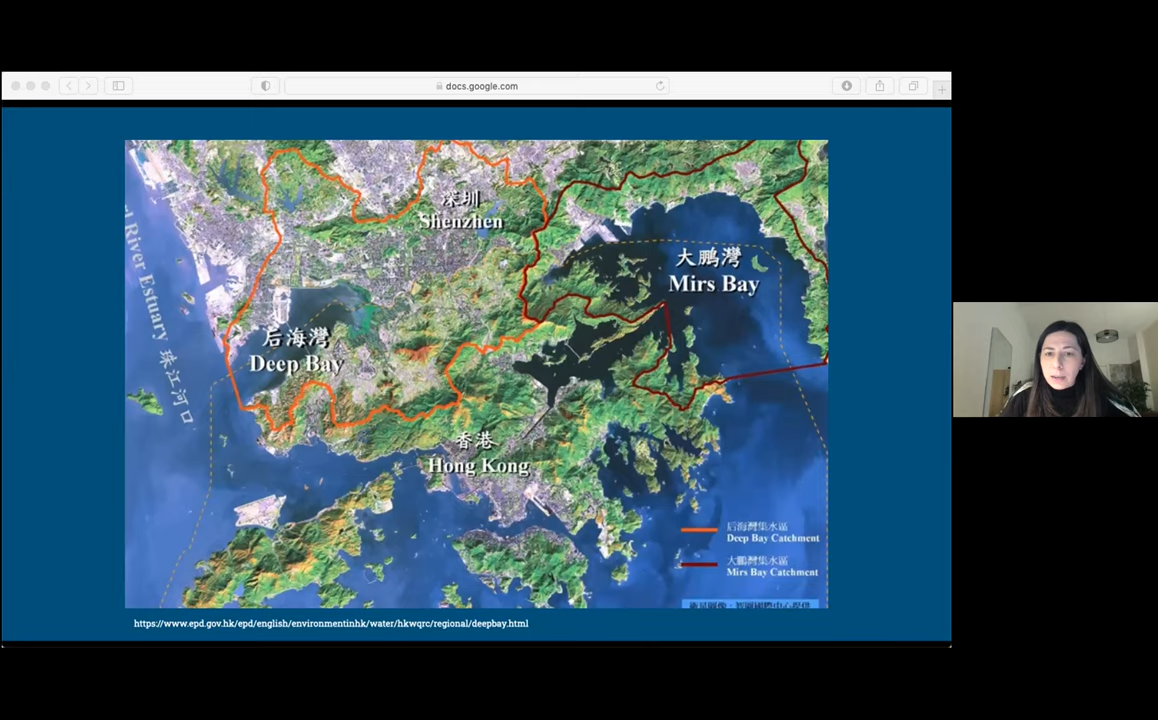 docs.google.com
深圳
Shenzhen
大鵬灣
Mirs Bay
River Estuary 珠江河口
后海灣
Deep Bay
香港
Hong Kong
后海灣集水區
Deep Bay Catchment
大鵬灣集水區
Mirs Bay Catchment
https://www.epd.gov.hk/epd/english/environmentinhk/water/hkwqrc/regional/deepbay.html